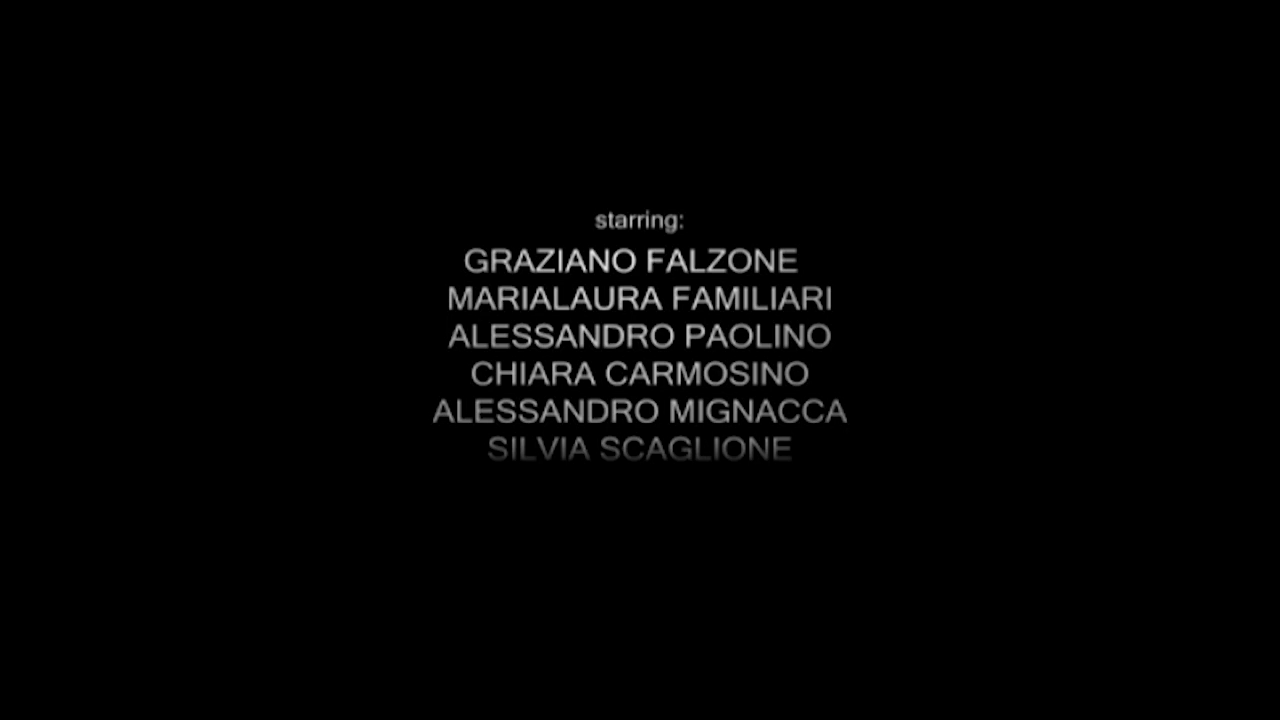 starring:
GRAZIANO FALZONE
MARIALAURA FAMILIARI
ALESSANDRO PAOLINO
CHIARA CARMOSINO
ALESSANDRO MIGNACCA
SILVIA SCAGLIONE